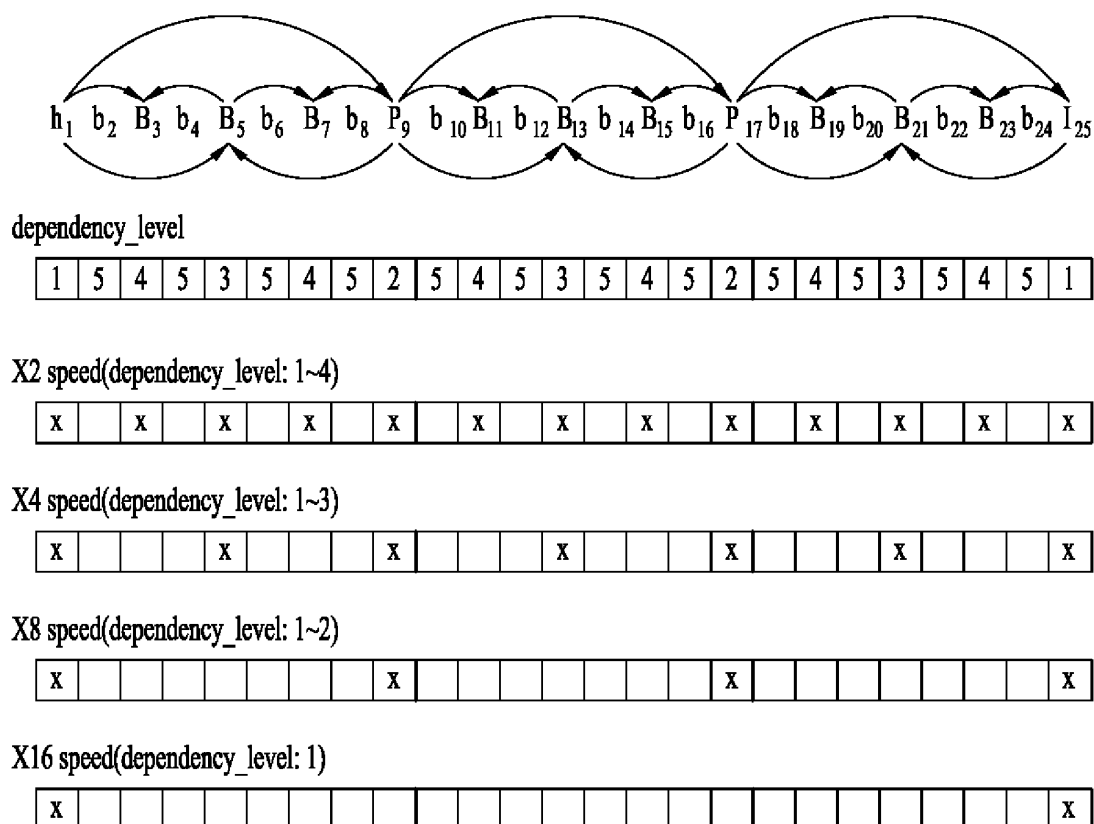 h1 b2 B3 b4 B5 b6 B7 b8 P9 b10 B11 b12 B13 b14 B15 b16 P17 b18 B19 b20 B21 b22 B23 b24 I25
dependency_level
1 5 4 5 3 5 4 5 2 5 4 5 3 5 4 5 2 5 4 5 3 5 4 5 1
X2 speed(dependency_level: 1~4)
x x x x x x x x x x x x x
X4 speed(dependency_level: 1~3)
x x x x x x x
X8 speed(dependency_level: 1~2)
x x x x
X16 speed(dependency_level: 1)
x x